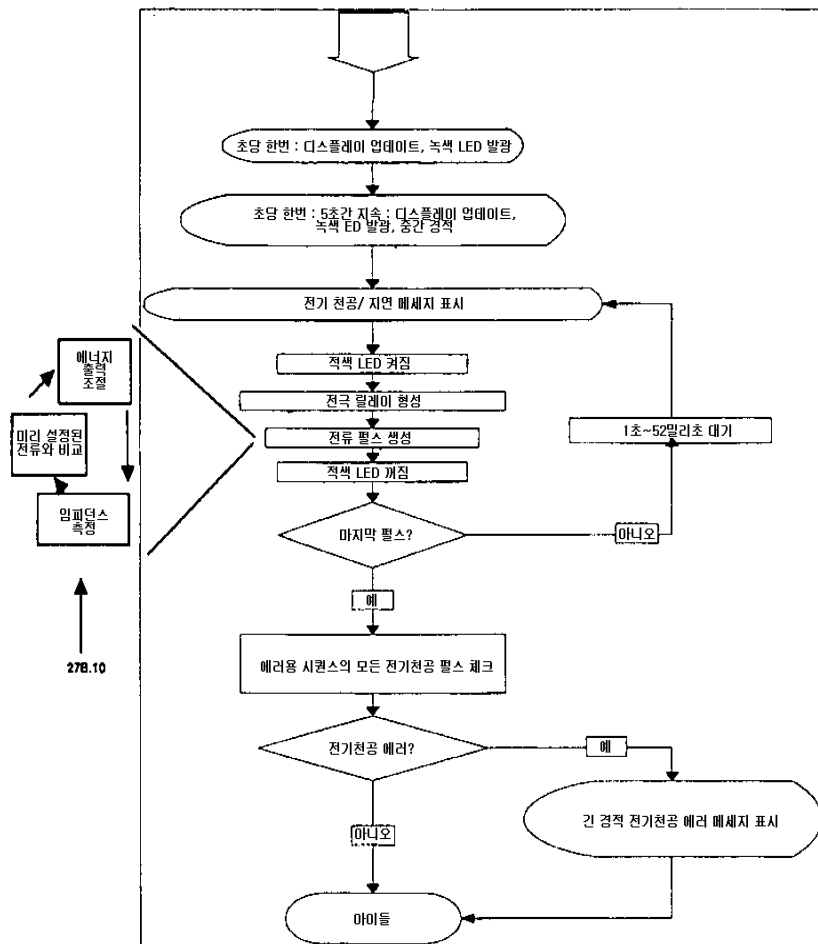 초당 한번 : 디스플레이 업데이트, 녹색 LED 발광
초당 한번 : 5초간 지속 : 디스플레이 업데이트,
녹색 ED 발광, 중간 경적
전기 천공/ 지연 메세지 표시
적색 LED 켜짐
전극 릴레이 형성
전류 펄스 생성
적색 LED 꺼짐
에너지
출력
조절
미리 설정된
전류와 비교
임피던스
측정
278.10
1초~52밀리초 대기
마지막 펄스?
아니오
예
에러용 시퀀스의 모든 전기천공 펄스 체크
전기천공 에러?
예
아니오
긴 경적 전기천공 에러 메세지 표시
아이들